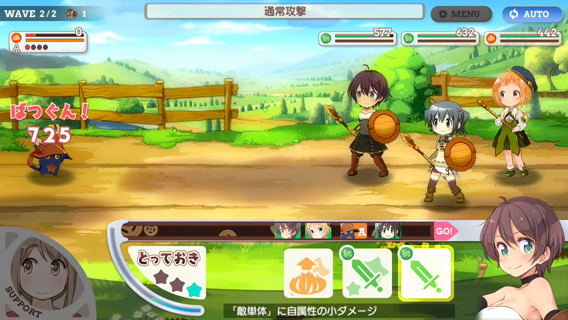 WAVE 2/2 1
通常攻撃
MENU
AUTO
0
A
577
632
442
ばつぐん！
725
A
GO!
とっておき
SUPPORT
「敵単体」に自属性の小ダメージ